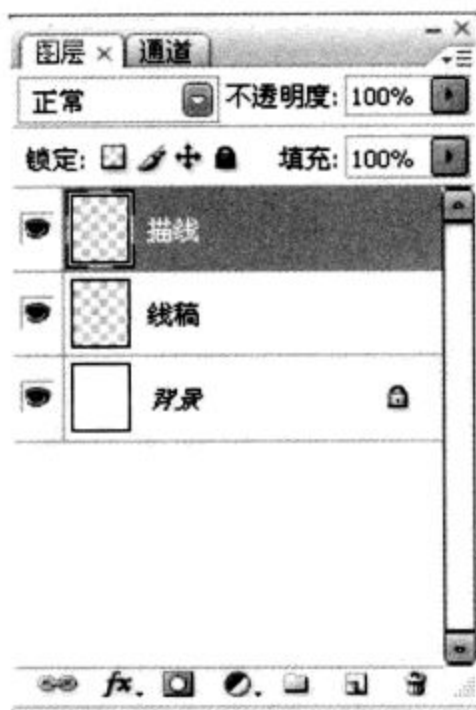 图层 × 通道
正常 不透明度: 100%
锁定: 填充: 100%
描线
线稿
背景
fx.